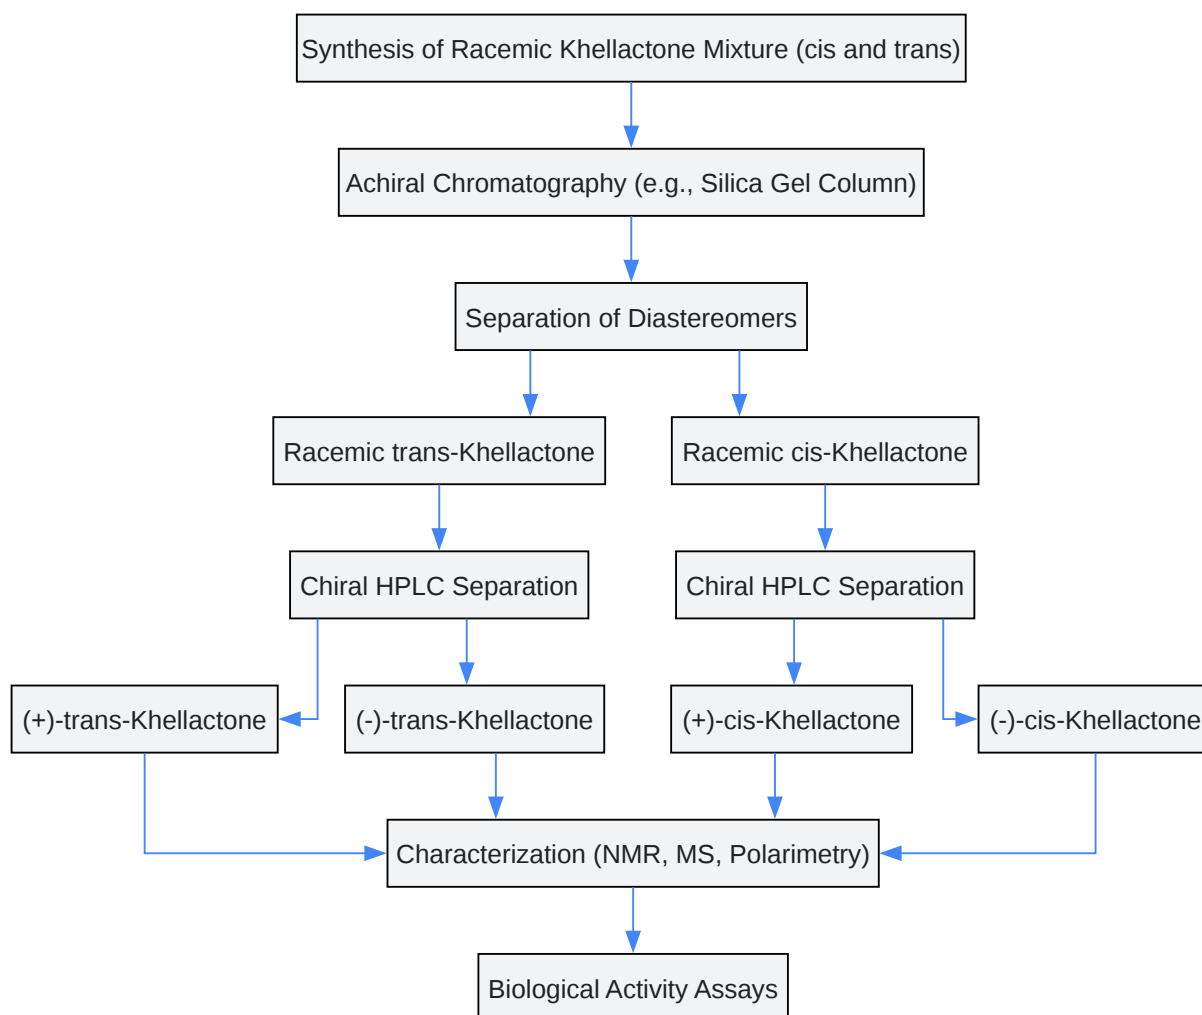 Synthesis of Racemic Khellactone Mixture (cis and trans)
Achiral Chromatography (e.g., Silica Gel Column)
Separation of Diastereomers
Racemic trans-Khellactone
Racemic cis-Khellactone
Chiral HPLC Separation
Chiral HPLC Separation
(+)-trans-Khellactone
(-)-trans-Khellactone
(+)-cis-Khellactone
(-)-cis-Khellactone
Characterization (NMR, MS, Polarimetry)
Biological Activity Assays